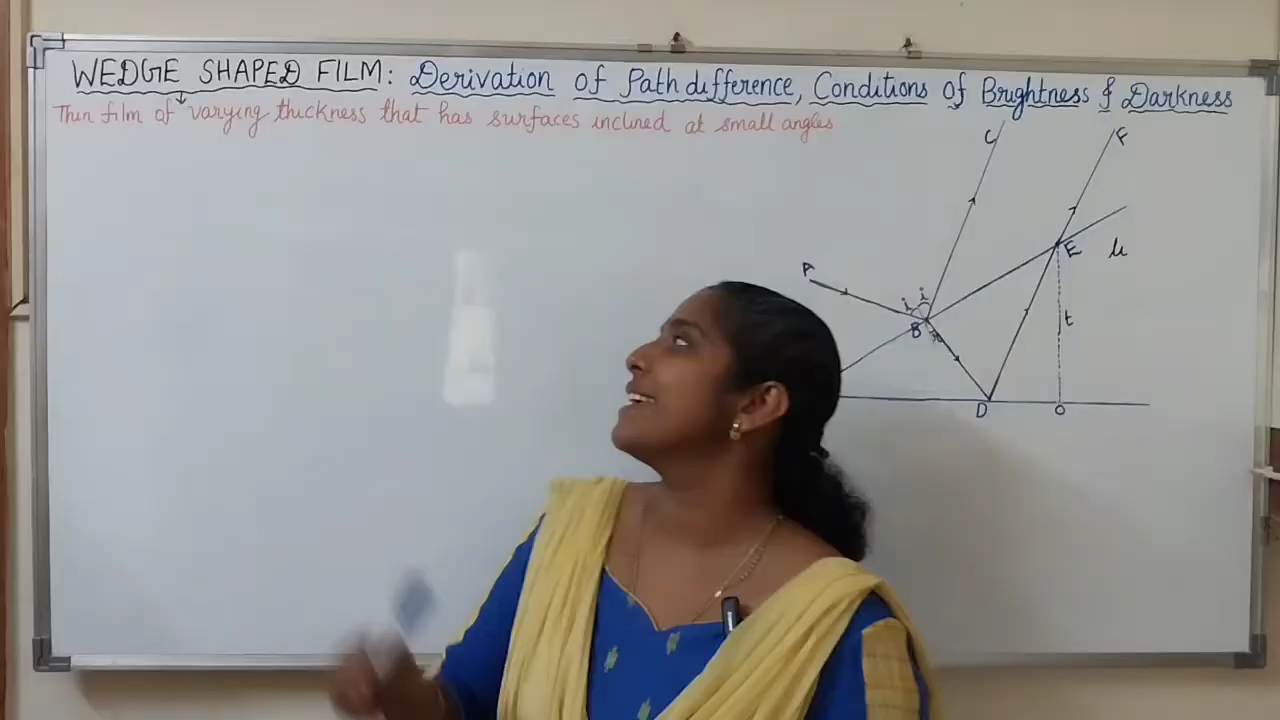 WEDGE SHAPED FILM: Derivation of Path difference, Conditions of Brightness & Darkness
Thin film of varying thickness that has surfaces inclined at small angles
C
F
A
E
μ
i
i
B
r
t
D
O